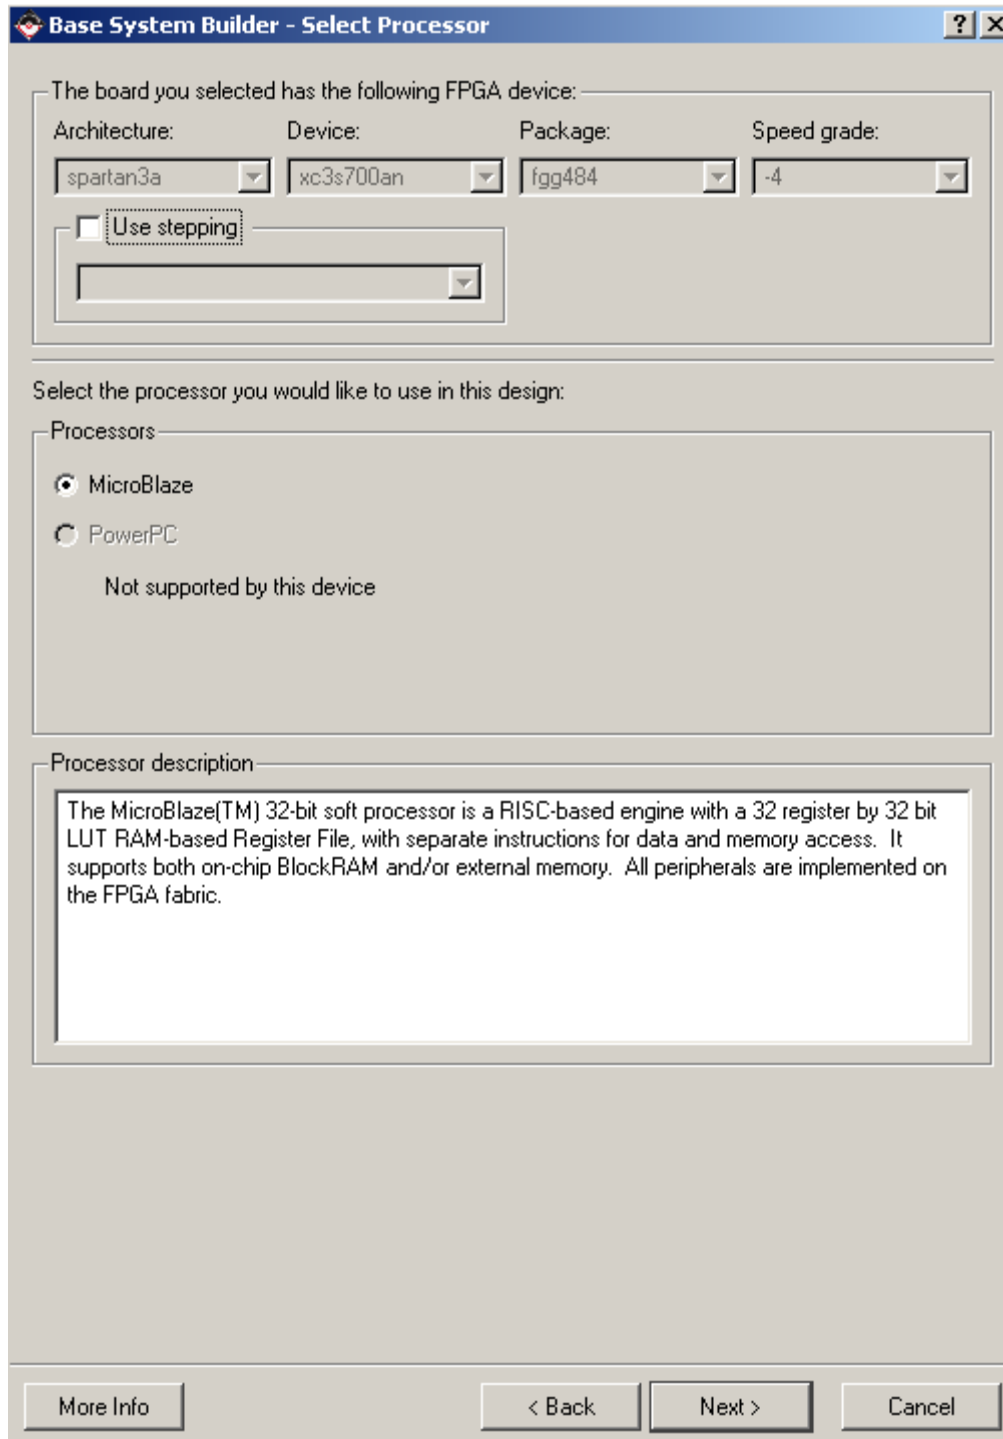 Base System Builder - Select Processor
The board you selected has the following FPGA device:
Architecture: Device: Package: Speed grade:
spartan3a xc3s700an fgg484 -4
Use stepping
Select the processor you would like to use in this design:
Processors
MicroBlaze
PowerPC
Not supported by this device
Processor description
The MicroBlaze(TM) 32-bit soft processor is a RISC-based engine with a 32 register by 32 bit
LUT RAM-based Register File, with separate instructions for data and memory access.  It
supports both on-chip BlockRAM and/or external memory.  All peripherals are implemented on
the FPGA fabric.
More Info < Back Next > Cancel